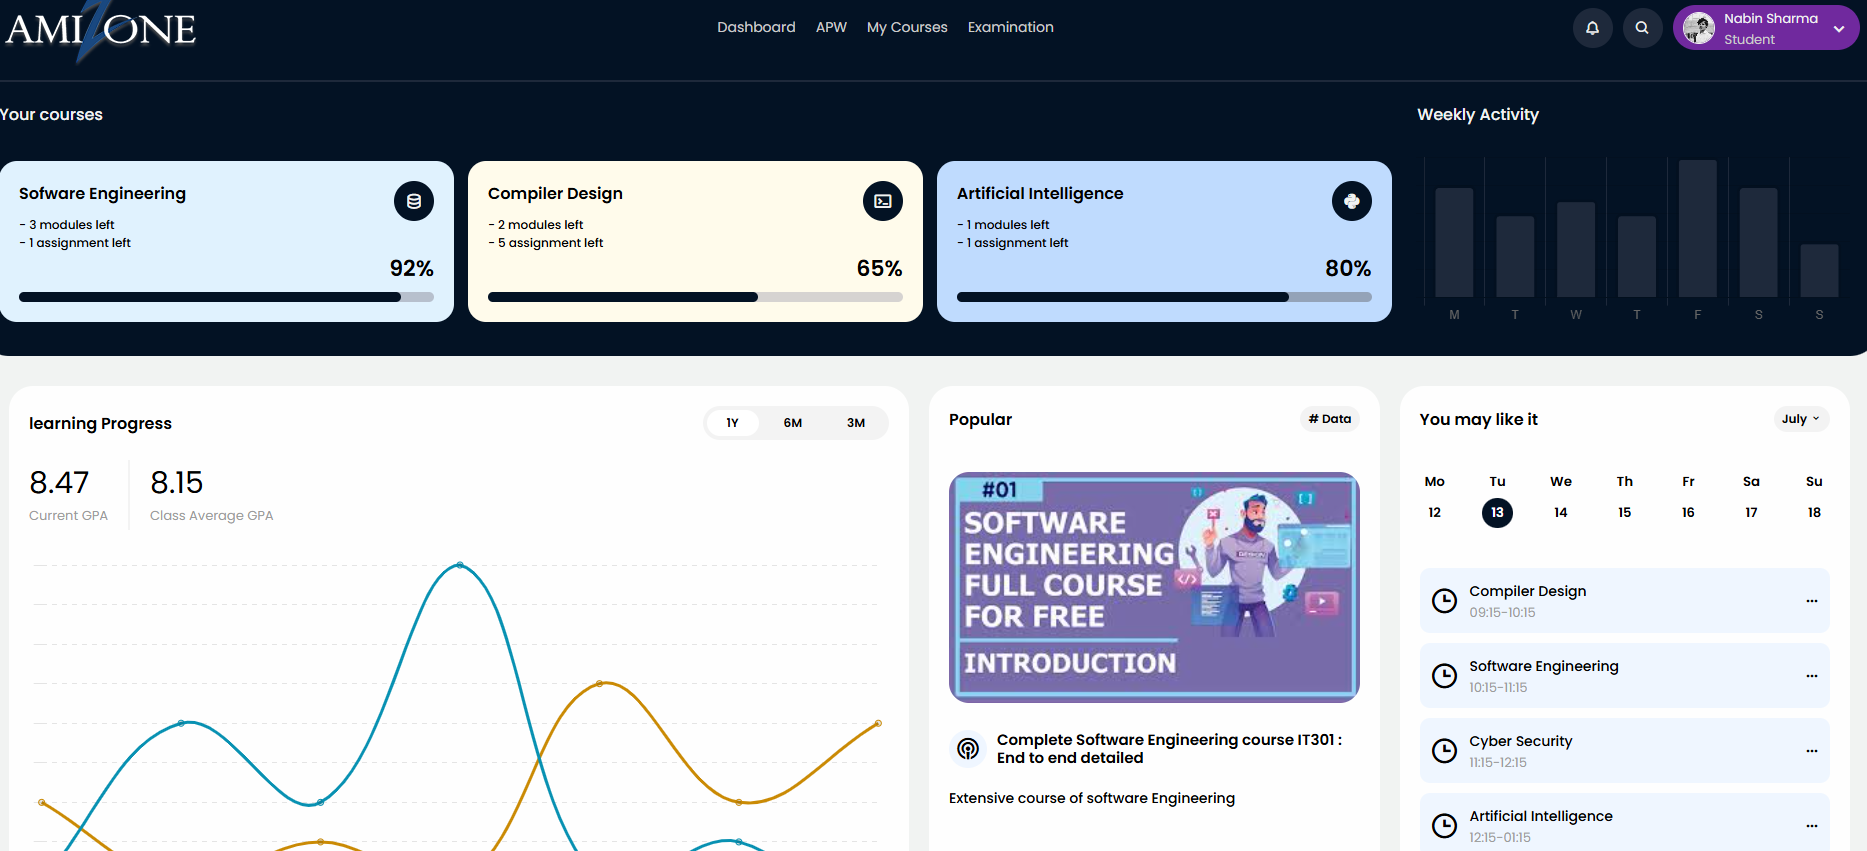 AMIZONE
Dashboard APW My Courses Examination
Nabin Sharma
Student
Your courses
Weekly Activity
Sofware Engineering
- 3 modules left
- 1 assignment left
92%
Compiler Design
- 2 modules left
- 5 assignment left
65%
Artificial Intelligence
- 1 modules left
- 1 assignment left
80%
M T W T F S S
learning Progress
1Y 6M 3M
8.47
Current GPA
8.15
Class Average GPA
Popular
# Data
#01
SOFTWARE
ENGINEERING
FULL COURSE
FOR FREE
INTRODUCTION
Complete Software Engineering course IT301 :
End to end detailed
Extensive course of software Engineering
You may like it
July
Mo Tu We Th Fr Sa Su
12 13 14 15 16 17 18
Compiler Design
09:15-10:15
Software Engineering
10:15-11:15
Cyber Security
11:15-12:15
Artificial Intelligence
12:15-01:15